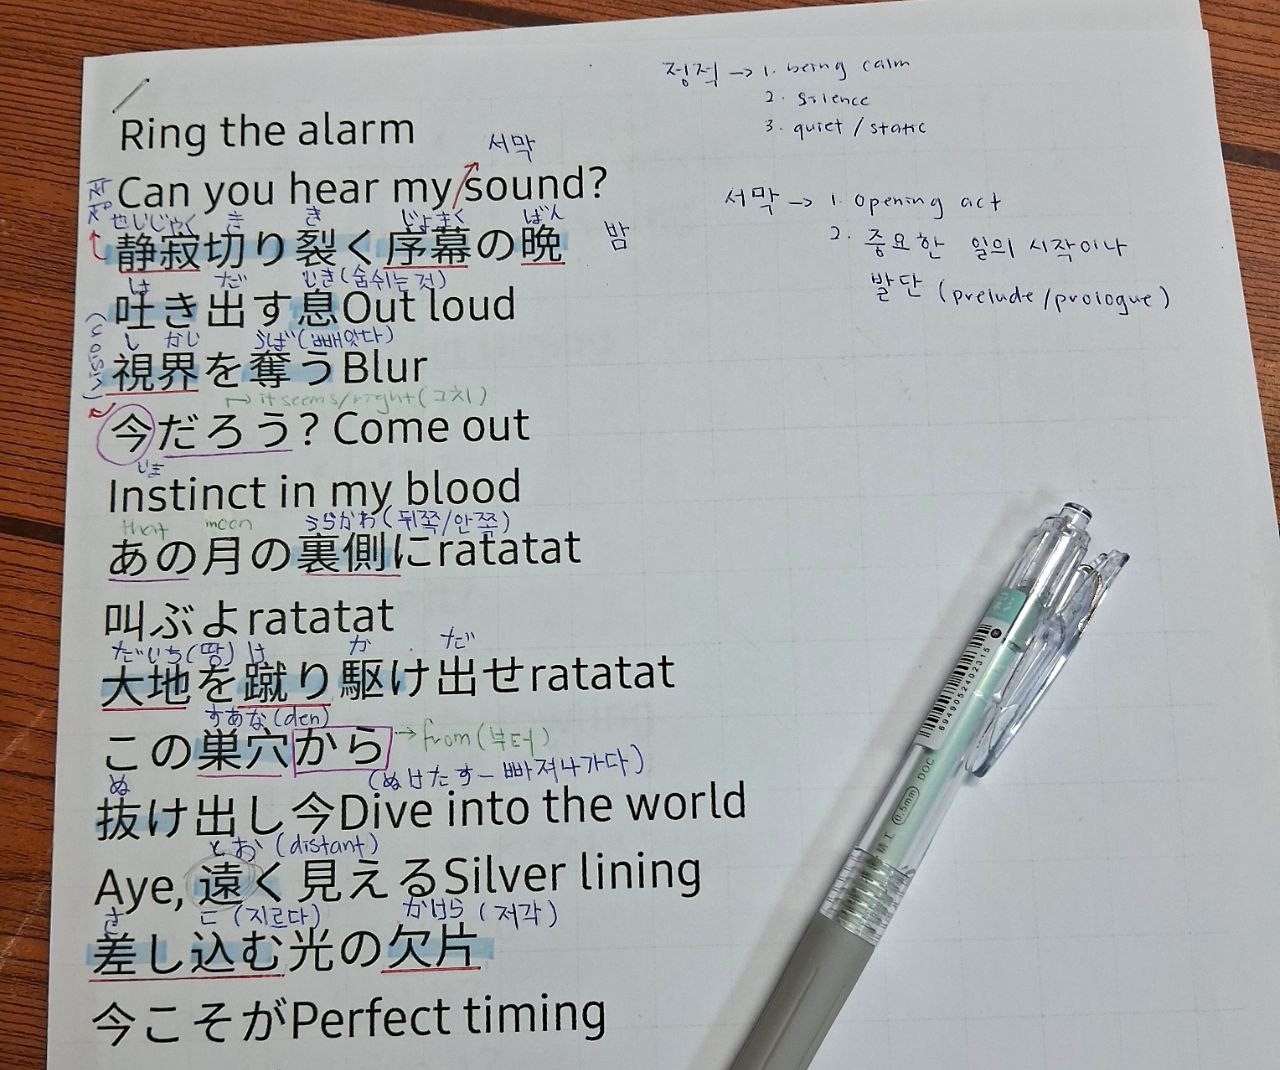 Ring the alarm
서막
Can you hear my sound?
정적
せいじゃく き き じょまく ばん
静寂切り裂く序幕の晩 밤
は だ いき(숨쉬는 것)
吐き出す息Out loud
し かい うば(빼앗다)
視界を奪うBlur
(vision)
it seems/right(그치)
今だろう? Come out
いま
Instinct in my blood
that moon うらかわ(뒤쪽/안쪽)
あの月の裏側にratatat
叫ぶよratatat
だいち(땅) け か だ
大地を蹴り駆け出せratatat
すあな(den)
この巣穴から → from(부터)
ぬ (ぬけだす - 빠져나가다)
抜け出し今Dive into the world
とお (distant)
Aye, 遠く見えるSilver lining
さ こ (지르다) かけら (저각)
差し込む光の欠片
今こそがPerfect timing
정적 → 1. being calm
2. silence
3. quiet / static
서막 → 1. opening act
2. 중요한 일의 시작이나
발단 (prelude/prologue)
6949052402315
0.5mm
DOC